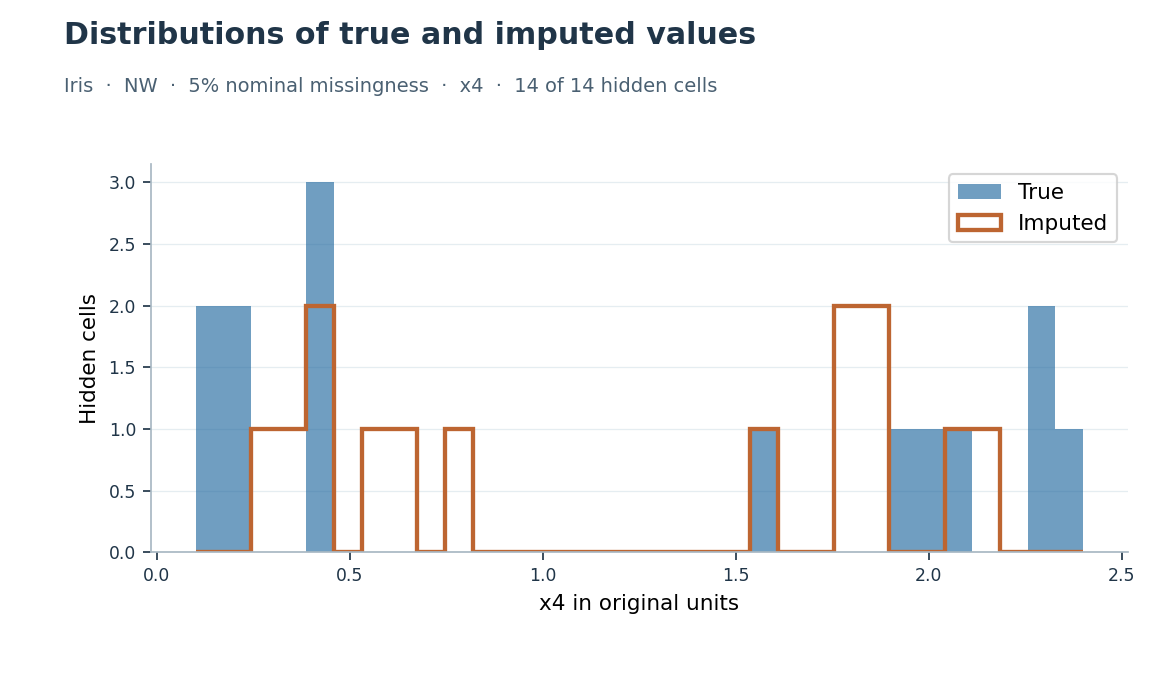 Distributions of true and imputed values
Iris · NW · 5% nominal missingness · x4 · 14 of 14 hidden cells
True
Imputed
Hidden cells
3.0
2.5
2.0
1.5
1.0
0.5
0.0
0.0 0.5 1.0 1.5 2.0 2.5
x4 in original units